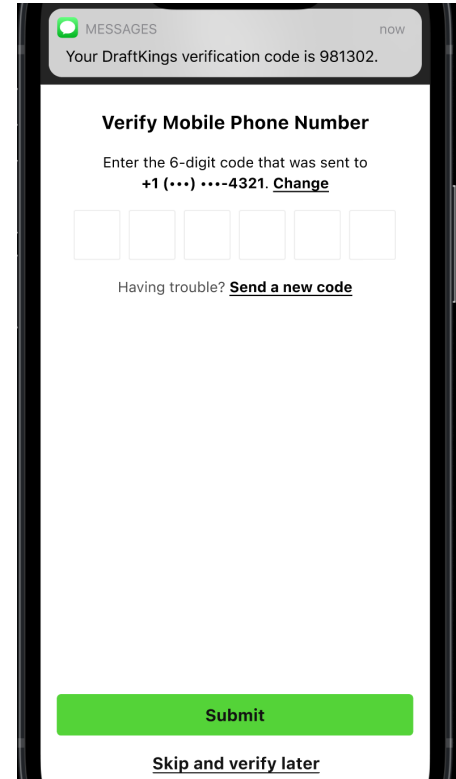 MESSAGES now
Your DraftKings verification code is 981302.
Verify Mobile Phone Number
Enter the 6-digit code that was sent to
+1 (•••) •••-4321. Change
Having trouble? Send a new code
Submit
Skip and verify later